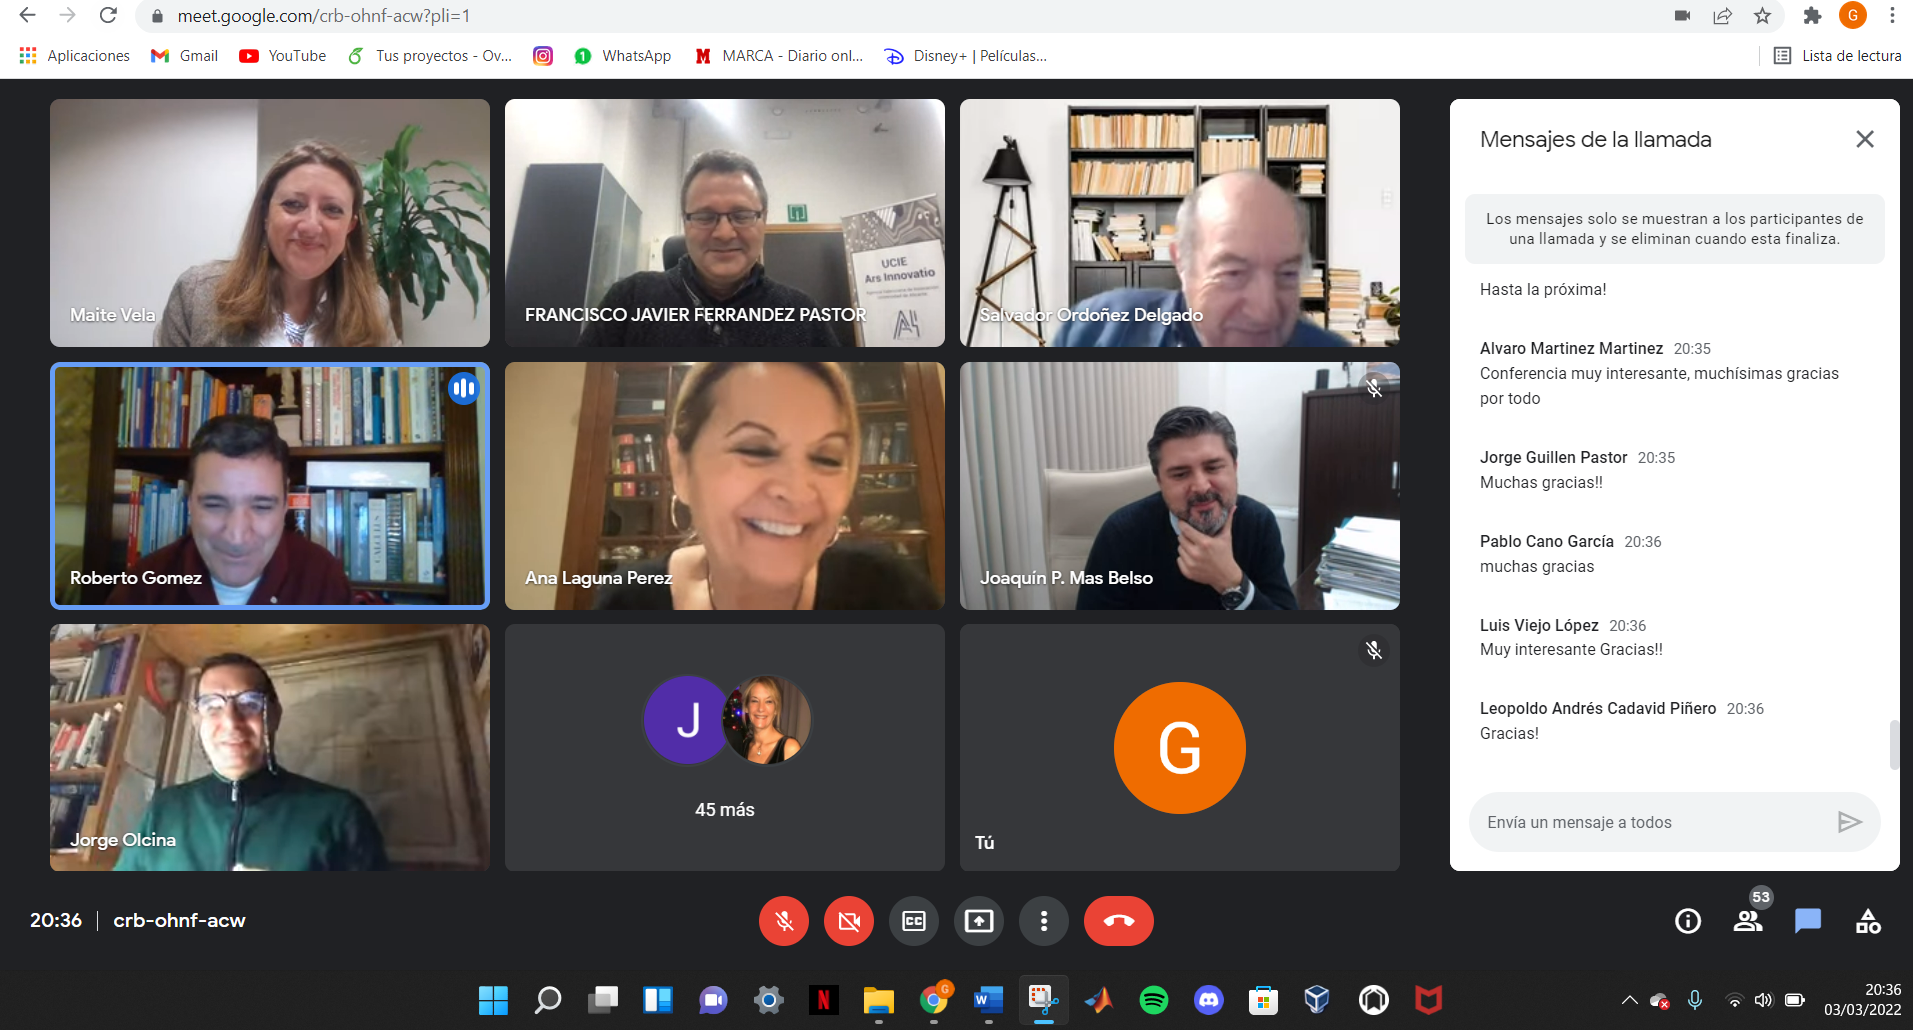 meet.google.com/crb-ohnf-acw?pli=1
G
Aplicaciones
Gmail
YouTube
Tus proyectos - Ov...
1
WhatsApp
M
MARCA - Diario onl...
Disney+ | Películas...
Lista de lectura
Maite Vela
UCIE
Ars Innovatio
FRANCISCO JAVIER FERRANDEZ PASTOR
Salvador Ordoñez Delgado
Roberto Gomez
Ana Laguna Perez
Joaquín P. Mas Belso
Jorge Olcina
J
45 más
G
Tú
Mensajes de la llamada
Los mensajes solo se muestran a los participantes de
una llamada y se eliminan cuando esta finaliza.
Hasta la próxima!
Alvaro Martinez Martinez 20:35
Conferencia muy interesante, muchísimas gracias
por todo
Jorge Guillen Pastor 20:35
Muchas gracias!!
Pablo Cano García 20:36
muchas gracias
Luis Viejo López 20:36
Muy interesante Gracias!!
Leopoldo Andrés Cadavid Piñero 20:36
Gracias!
Envía un mensaje a todos
20:36 | crb-ohnf-acw
CC
53
N
G
W
20:36
03/03/2022